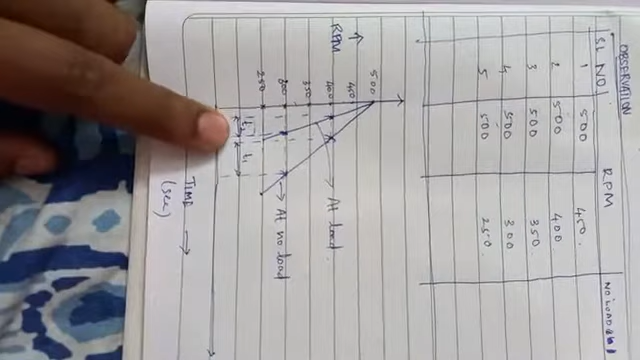 OBSERVATION
SL NO.
RPM
NO LOAD
1 500 450.
2 500 400.
3 500 350.
4 500 300
5 500 250.
RPM
500
400
350
300
250
At load.
At no load
TIME
(sec)